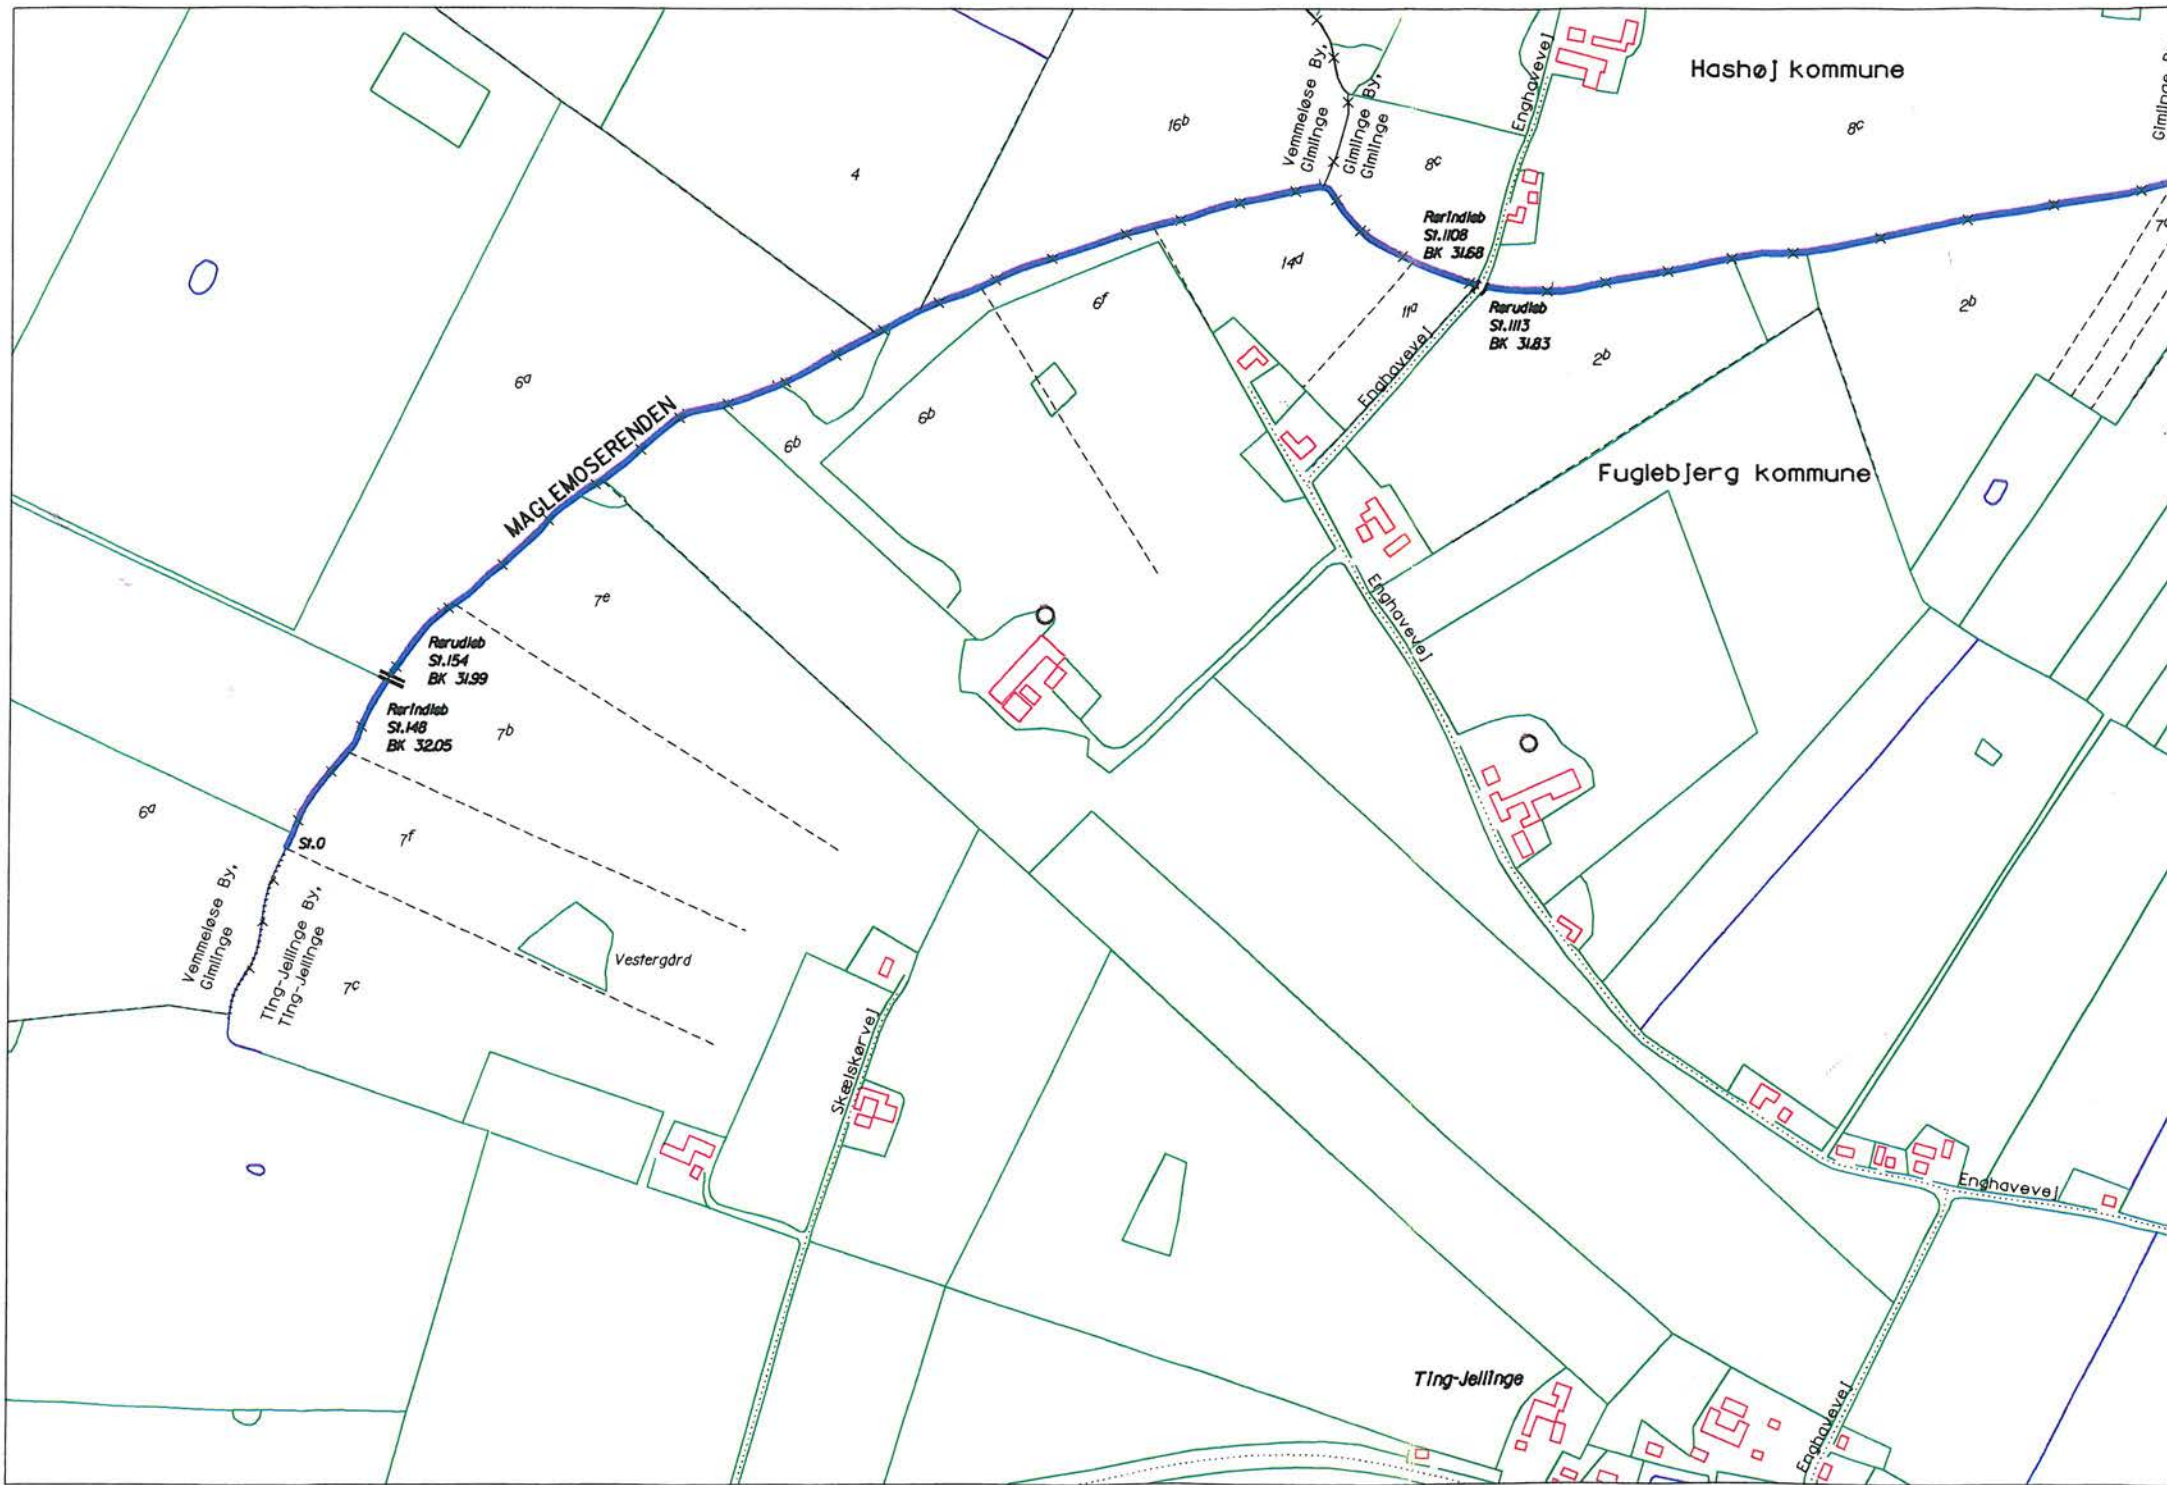 Hashøj kommune
Enghavevej
Vemmeløse By,
Gimlinge
Gimlinge By,
Gimlinge
16b
8c
8c
4
Rørindløb
St.1108
BK 31.68
14d
11a
Rørudløb
St.1113
BK 31.83
2b
2b
6f
6b
6b
6a
Enghavevej
MAGLEMOSERENDEN
Fuglebjerg kommune
7e
Enghavevej
Rørudløb
St.154
BK 31.99
Rørindløb
St.148
BK 32.05
7b
6a
7f
St.0
Vemmeløse By,
Gimlinge
Ting-Jellinge By,
Ting-Jellinge
7c
Vestergård
Skælskørvej
Enghavevej
Ting-Jellinge
Enghavevej